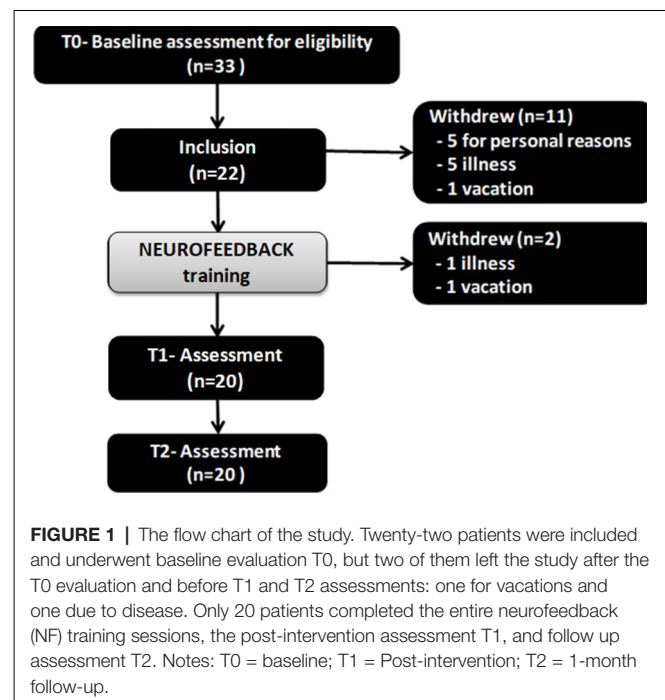 T0- Baseline assessment for eligibility
(n=33 )
Inclusion
(n=22)
Withdrew (n=11)
- 5 for personal reasons
- 5 illness
- 1 vacation
NEUROFEEDBACK
training
Withdrew (n=2)
- 1 illness
- 1 vacation
T1- Assessment
(n=20)
T2- Assessment
(n=20 )
FIGURE 1 | The flow chart of the study. Twenty-two patients were included
and underwent baseline evaluation T0, but two of them left the study after the
T0 evaluation and before T1 and T2 assessments: one for vacations and
one due to disease. Only 20 patients completed the entire neurofeedback
(NF) training sessions, the post-intervention assessment T1, and follow up
assessment T2. Notes: T0 = baseline; T1 = Post-intervention; T2 = 1-month
follow-up.